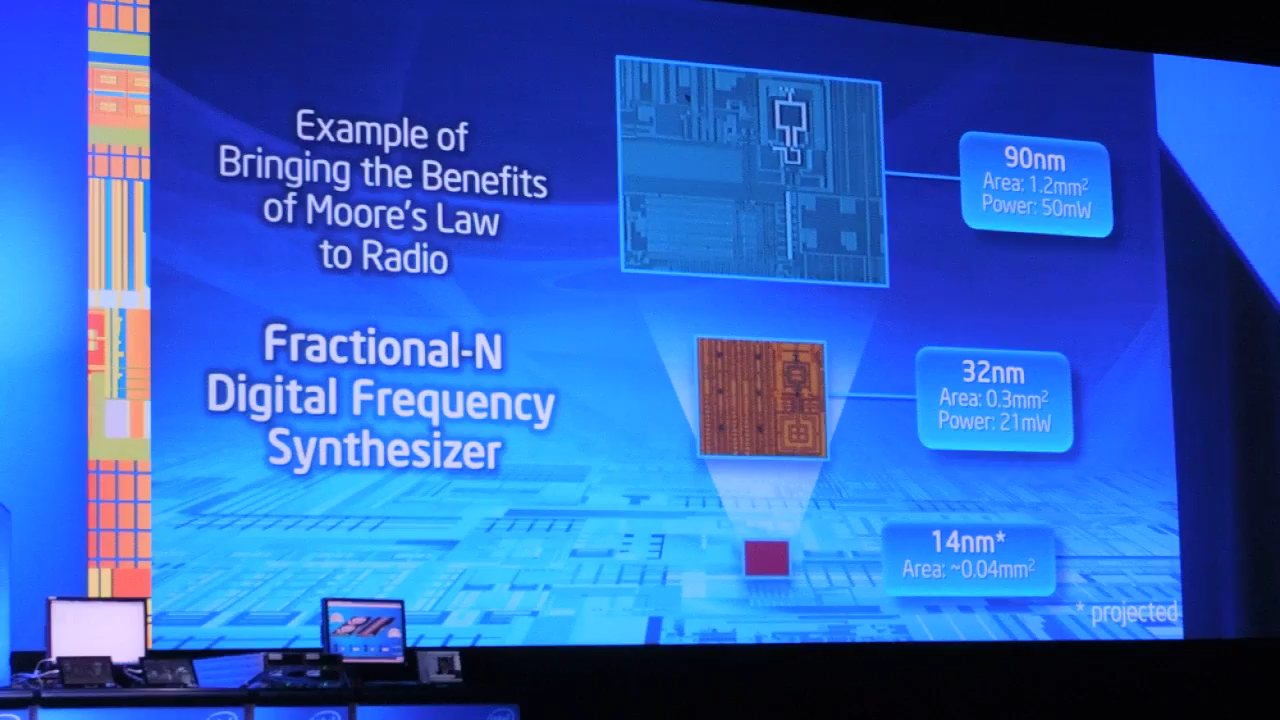 Example of
Bringing the Benefits
of Moore's Law
to Radio
Fractional-N
Digital Frequency
Synthesizer
90nm
Area: 1.2mm²
Power: 50mW
32nm
Area: 0.3mm²
Power: 21mW
14nm*
Area: ~0.04mm²
* projected